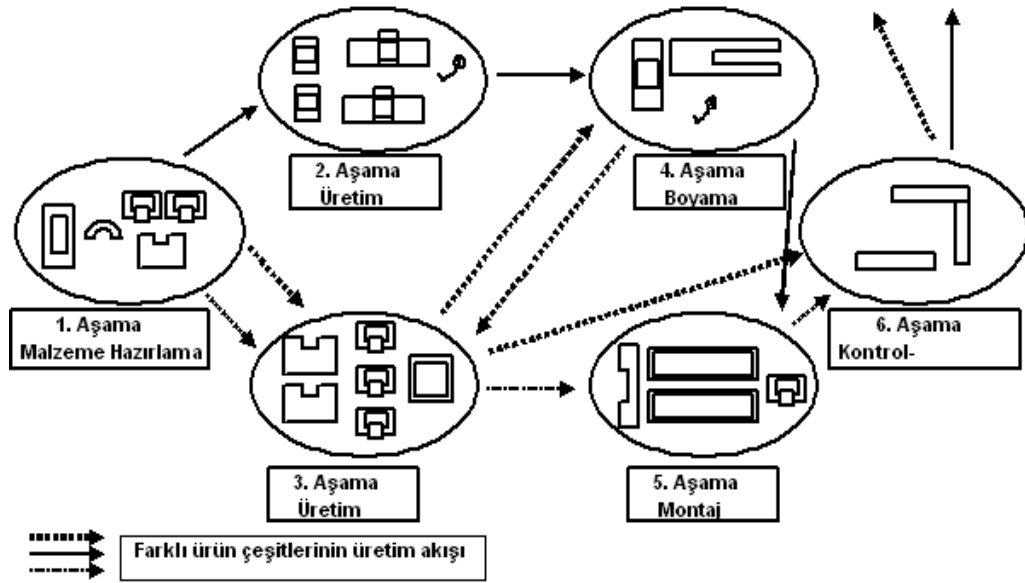 2. Aşama
Üretim
4. Aşama
Boyama
1. Aşama
Malzeme Hazırlama
6. Aşama
Kontrol-
3. Aşama
Üretim
5. Aşama
Montaj
Farklı ürün çeşitlerinin üretim akışı